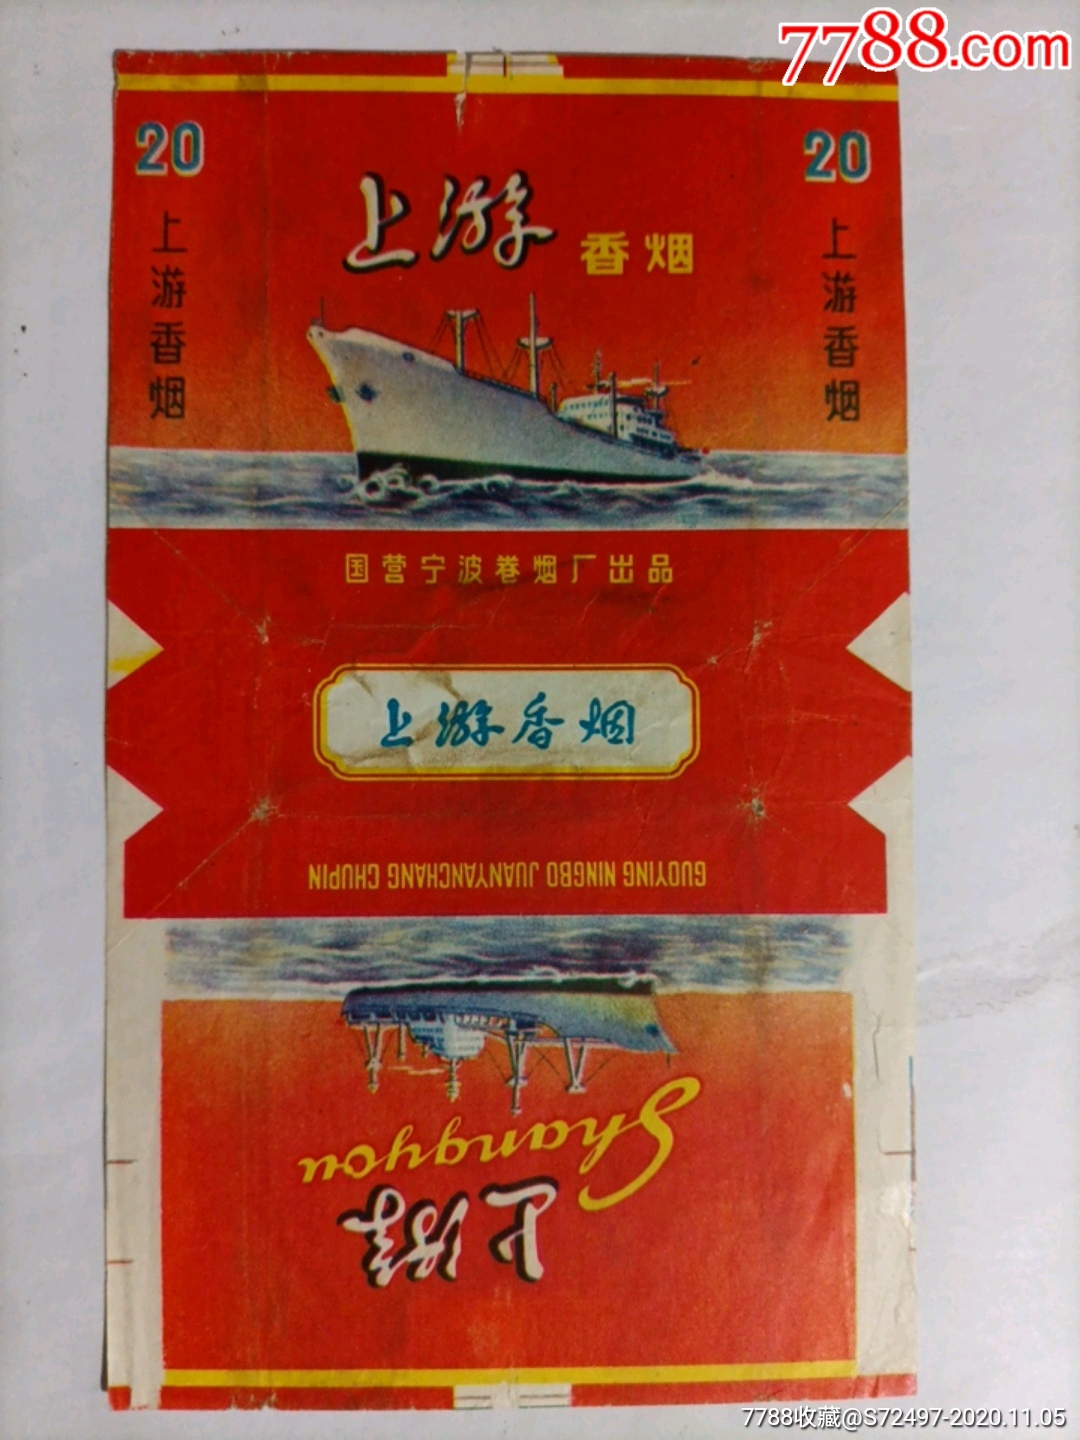 7788.com
20
20
上游
香烟
上游香烟
上游香烟
国营宁波卷烟厂出品
上游香烟
GUOYING NINGBO JUANYANCHANG CHUPIN
Shangyou
上游
7788收藏@S72497-2020.11.05